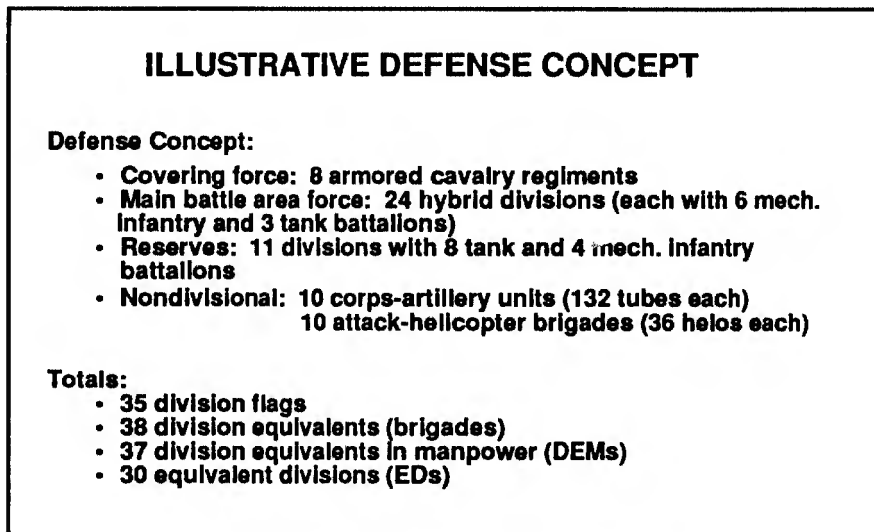 ILLUSTRATIVE DEFENSE CONCEPT
Defense Concept:
• Covering force: 8 armored cavalry regiments
• Main battle area force: 24 hybrid divisions (each with 6 mech.
infantry and 3 tank battalions)
• Reserves: 11 divisions with 8 tank and 4 mech. infantry
battalions
• Nondivisional: 10 corps-artillery units (132 tubes each)
10 attack-helicopter brigades (36 helos each)
Totals:
• 35 division flags
• 38 division equivalents (brigades)
• 37 division equivalents in manpower (DEMs)
• 30 equivalent divisions (EDs)